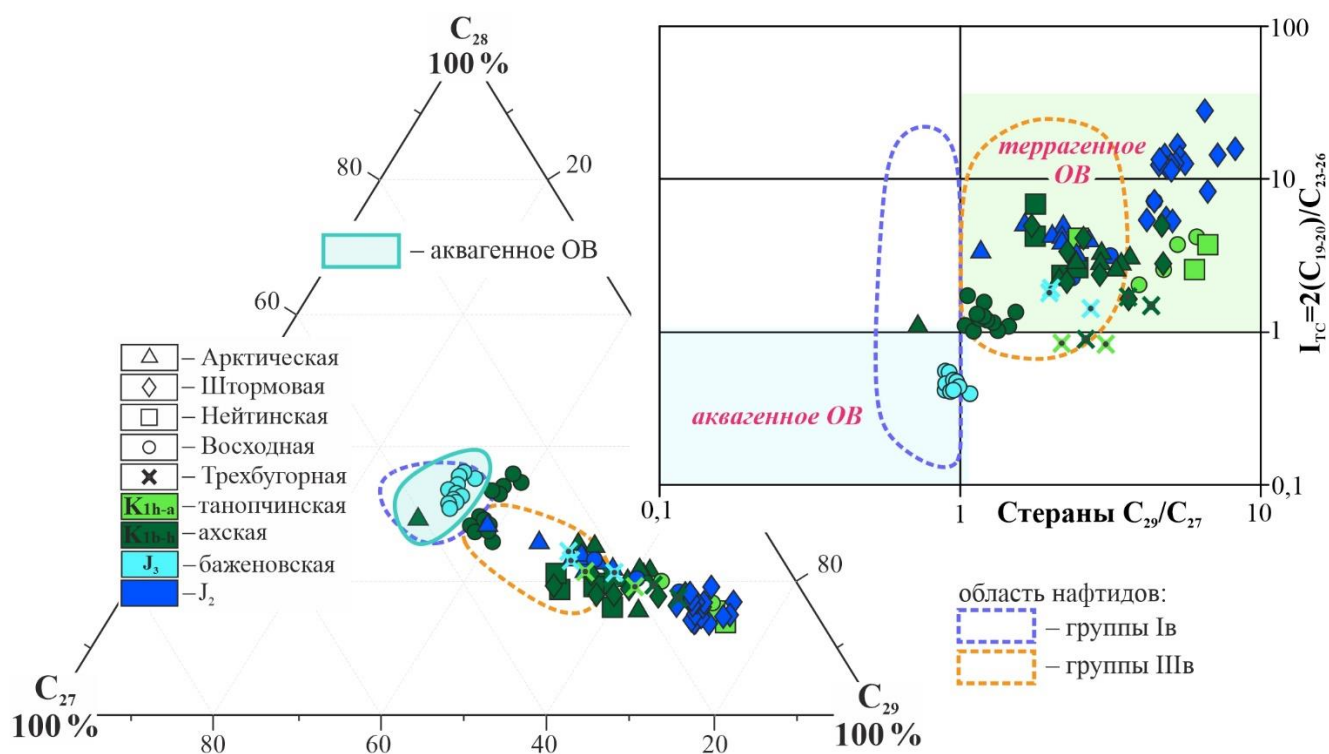 C₂₈
100 %
80
20
– аквагенное ОВ
60
– Арктическая
– Штормовая
– Нейтинская
– Восходная
– Трехбугорная
K₁h-a – танопчинская
K₁b-h – ахская
J₃ – баженовская
– J₂
80
C₂₇
100 %
C₂₉
100 %
80
60
40
20
100
10
1
0,1
террагенное
ОВ
аквагенное ОВ
I_TC=2(C₁₉₋₂₀)/C₂₃₋₂₆
0,1
1
10
Стераны C₂₉/C₂₇
область нафтидов:
– группы Iв
– группы IIIв